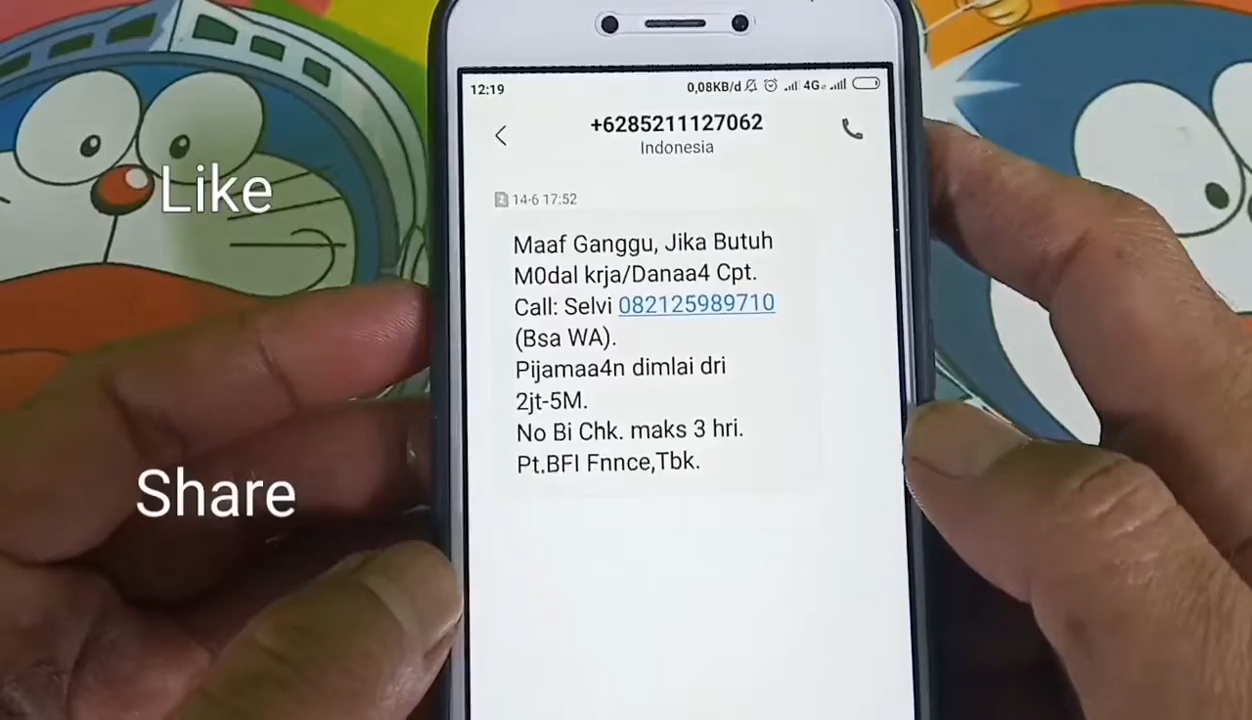 12:19
0,08KB/d 4G
+6285211127062
Indonesia
2 14-6 17:52
Maaf Ganggu, Jika Butuh
M0dal krja/Danaa4 Cpt.
Call: Selvi 082125989710
(Bsa WA).
Pijamaa4n dimlai dri
2jt-5M.
No Bi Chk. maks 3 hri.
Pt.BFI Fnnce,Tbk.
Like
Share